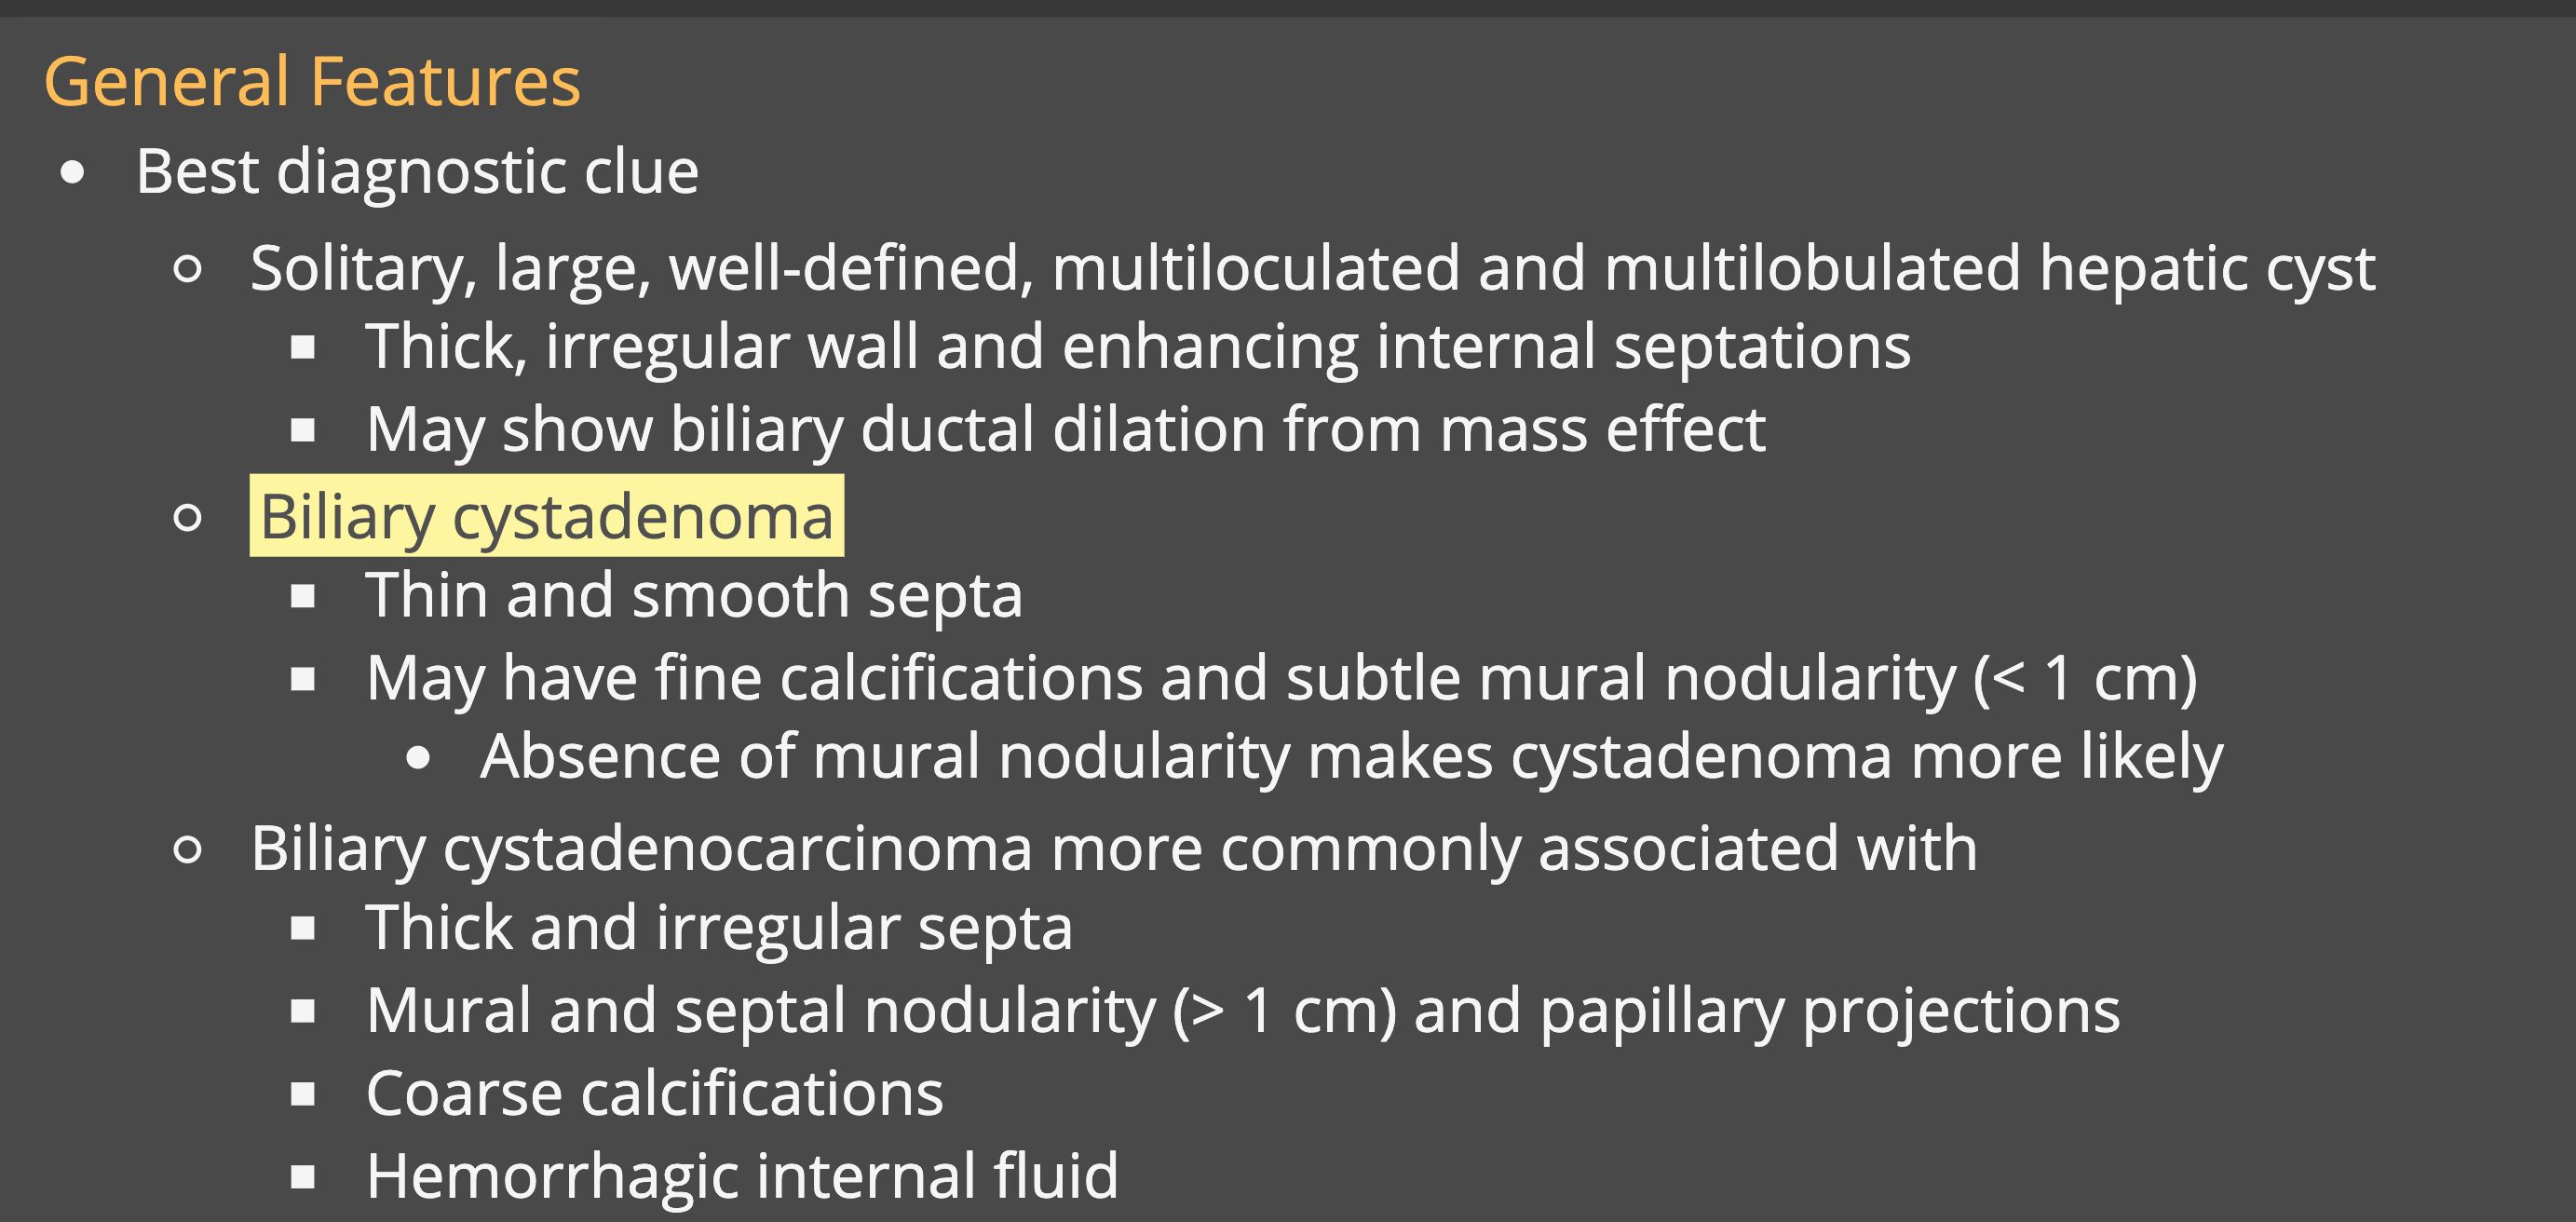 General Features
Best diagnostic clue
Solitary, large, well-defined, multiloculated and multilobulated hepatic cyst
Thick, irregular wall and enhancing internal septations
May show biliary ductal dilation from mass effect
Biliary cystadenoma
Thin and smooth septa
May have fine calcifications and subtle mural nodularity (< 1 cm)
Absence of mural nodularity makes cystadenoma more likely
Biliary cystadenocarcinoma more commonly associated with
Thick and irregular septa
Mural and septal nodularity (> 1 cm) and papillary projections
Coarse calcifications
Hemorrhagic internal fluid